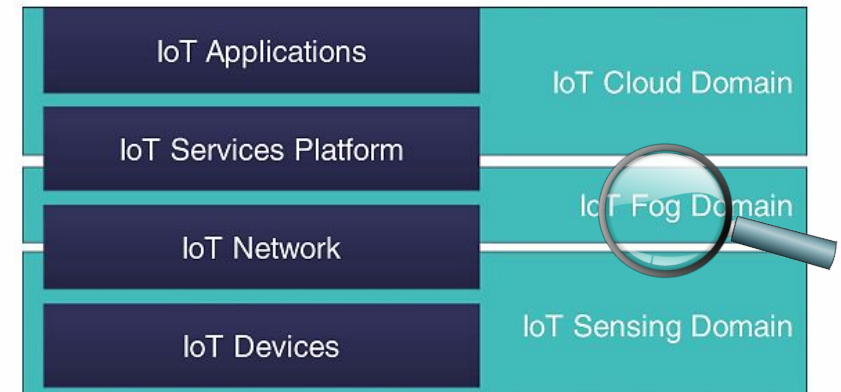 IoT Applications
IoT Cloud Domain
IoT Services Platform
IoT Fog Domain
IoT Network
IoT Sensing Domain
IoT Devices